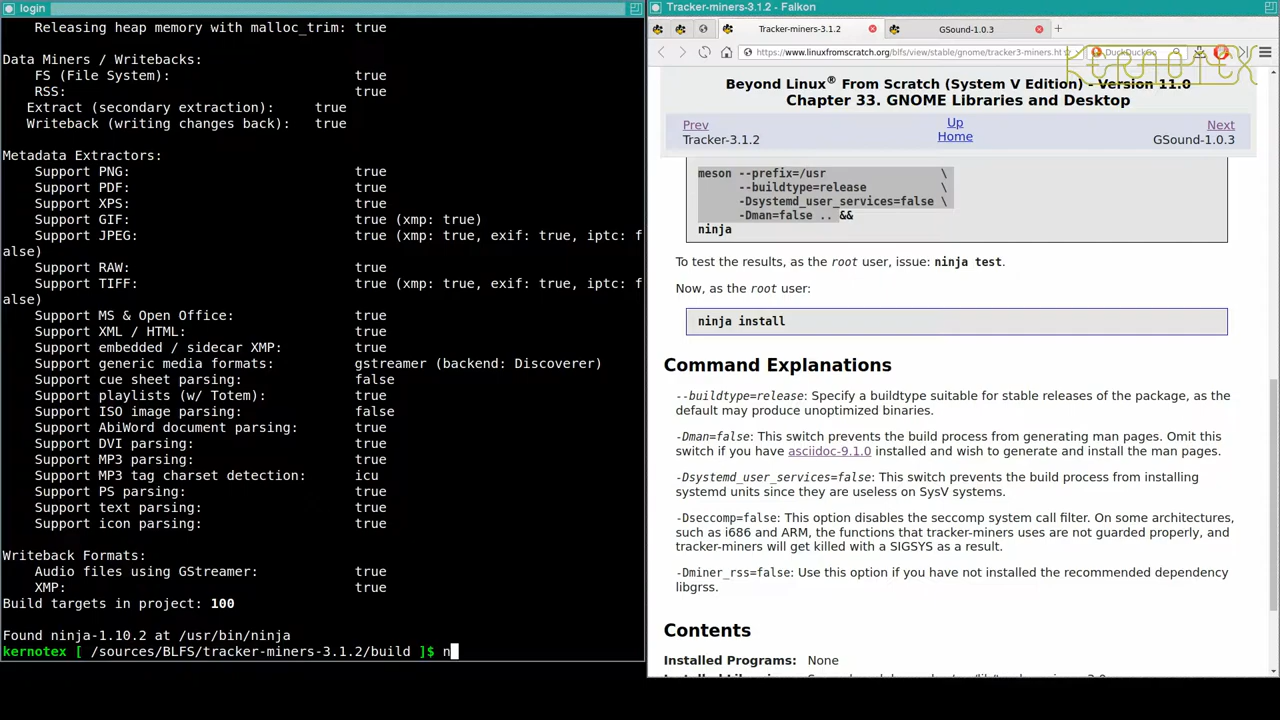 login
Releasing heap memory with malloc_trim: true
Data Miners / Writebacks:
FS (File System): true
RSS: true
Extract (secondary extraction): true
Writeback (writing changes back): true
Metadata Extractors:
Support PNG: true
Support PDF: true
Support XPS: true
Support GIF: true (xmp: true)
Support JPEG: true (xmp: true, exif: true, iptc: f
alse)
Support RAW: true
Support TIFF: true (xmp: true, exif: true, iptc: f
alse)
Support MS & Open Office: true
Support XML / HTML: true
Support embedded / sidecar XMP: true
Support generic media formats: gstreamer (backend: Discoverer)
Support cue sheet parsing: false
Support playlists (w/ Totem): true
Support ISO image parsing: false
Support AbiWord document parsing: true
Support DVI parsing: true
Support MP3 parsing: true
Support MP3 tag charset detection: icu
Support PS parsing: true
Support text parsing: true
Support icon parsing: true
Writeback Formats:
Audio files using GStreamer: true
XMP: true
Build targets in project: 100
Found ninja-1.10.2 at /usr/bin/ninja
kernotex [ /sources/BLFS/tracker-miners-3.1.2/build ]$ n
Tracker-miners-3.1.2 - Falkon
Tracker-miners-3.1.2
GSound-1.0.3
https://www.linuxfromscratch.org/blfs/view/stable/gnome/tracker3-miners.ht
DuckDuckGo
KERNOTEX
Beyond Linux® From Scratch (System V Edition) - Version 11.0
Chapter 33. GNOME Libraries and Desktop
Prev Up Next
Tracker-3.1.2 Home GSound-1.0.3
meson --prefix=/usr \
--buildtype=release \
-Dsystemd_user_services=false \
-Dman=false .. &&
ninja
To test the results, as the root user, issue: ninja test.
Now, as the root user:
ninja install
Command Explanations
--buildtype=release: Specify a buildtype suitable for stable releases of the package, as the
default may produce unoptimized binaries.
-Dman=false: This switch prevents the build process from generating man pages. Omit this
switch if you have asciidoc-9.1.0 installed and wish to generate and install the man pages.
-Dsystemd_user_services=false: This switch prevents the build process from installing
systemd units since they are useless on SysV systems.
-Dseccomp=false: This option disables the seccomp system call filter. On some architectures,
such as i686 and ARM, the functions that tracker-miners uses are not guarded properly, and
tracker-miners will get killed with a SIGSYS as a result.
-Dminer_rss=false: Use this option if you have not installed the recommended dependency
libgrss.
Contents
Installed Programs: None